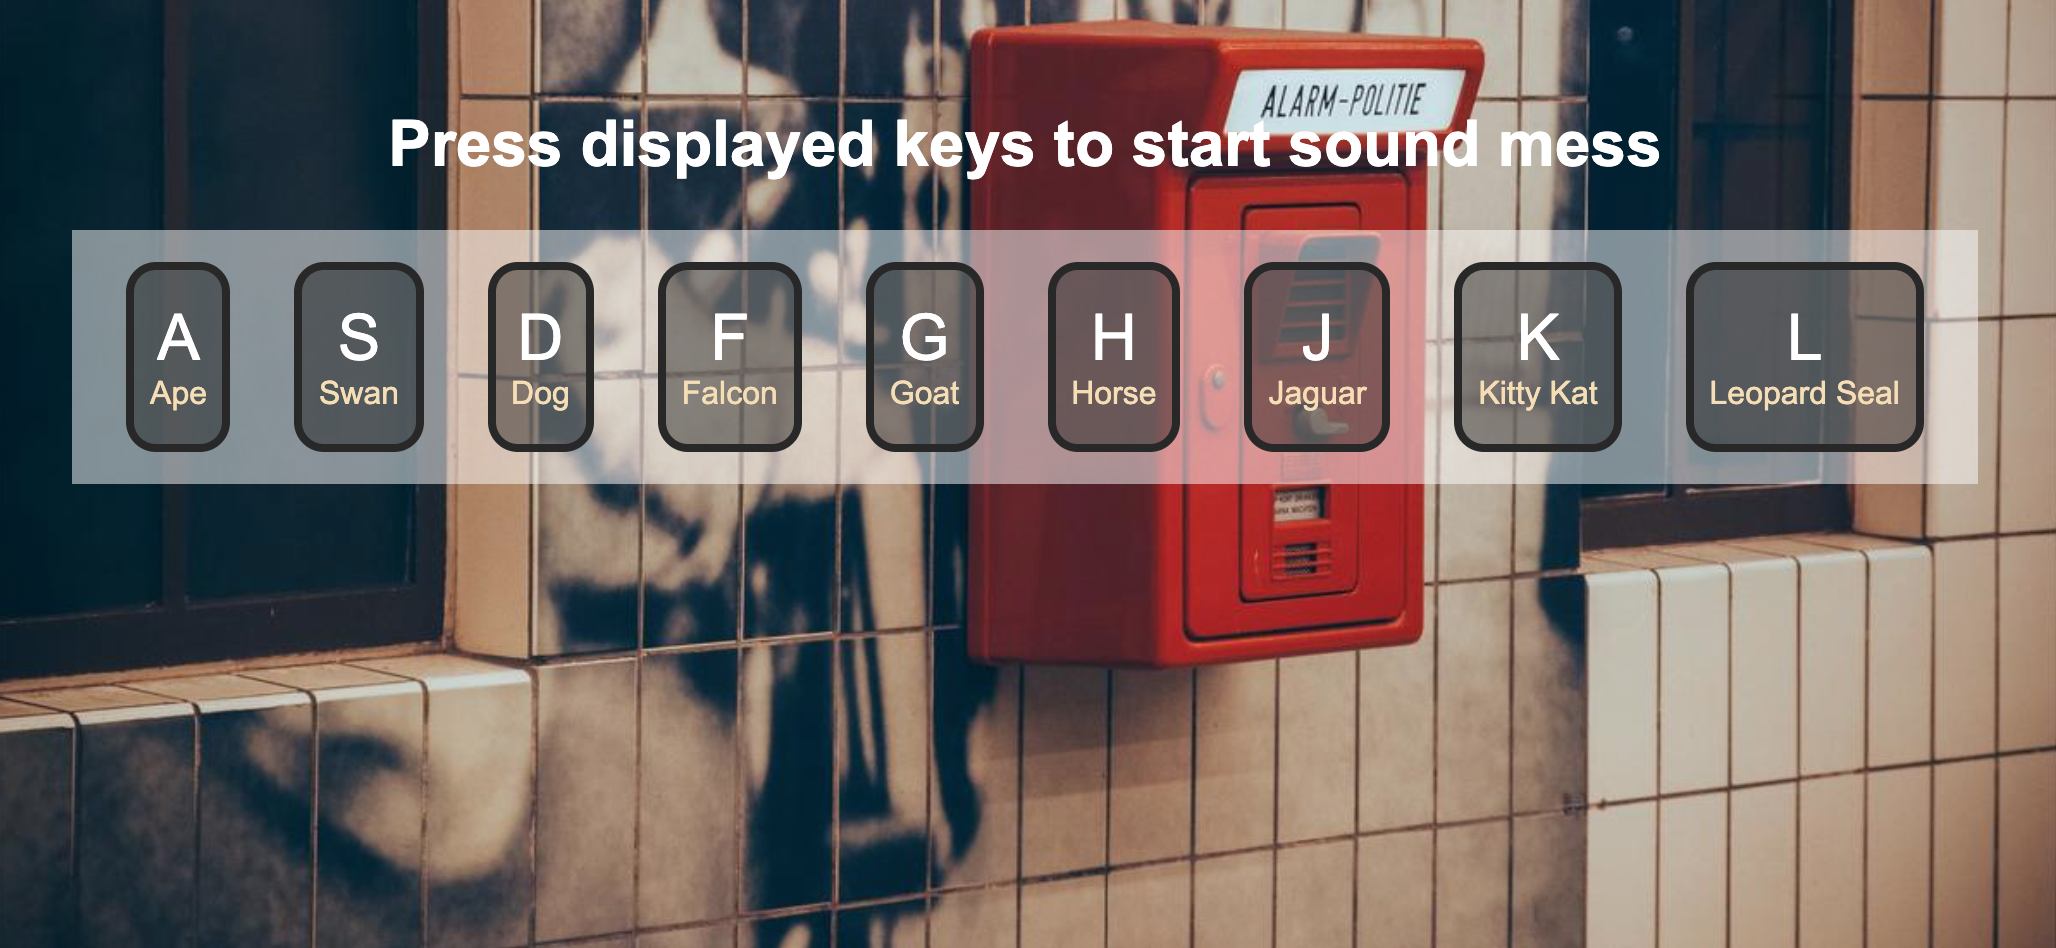 ALARM-POLITIE
Press displayed keys to start sound mess
A S D F G H J K L
Ape Swan Dog Falcon Goat Horse Jaguar Kitty Kat Leopard Seal